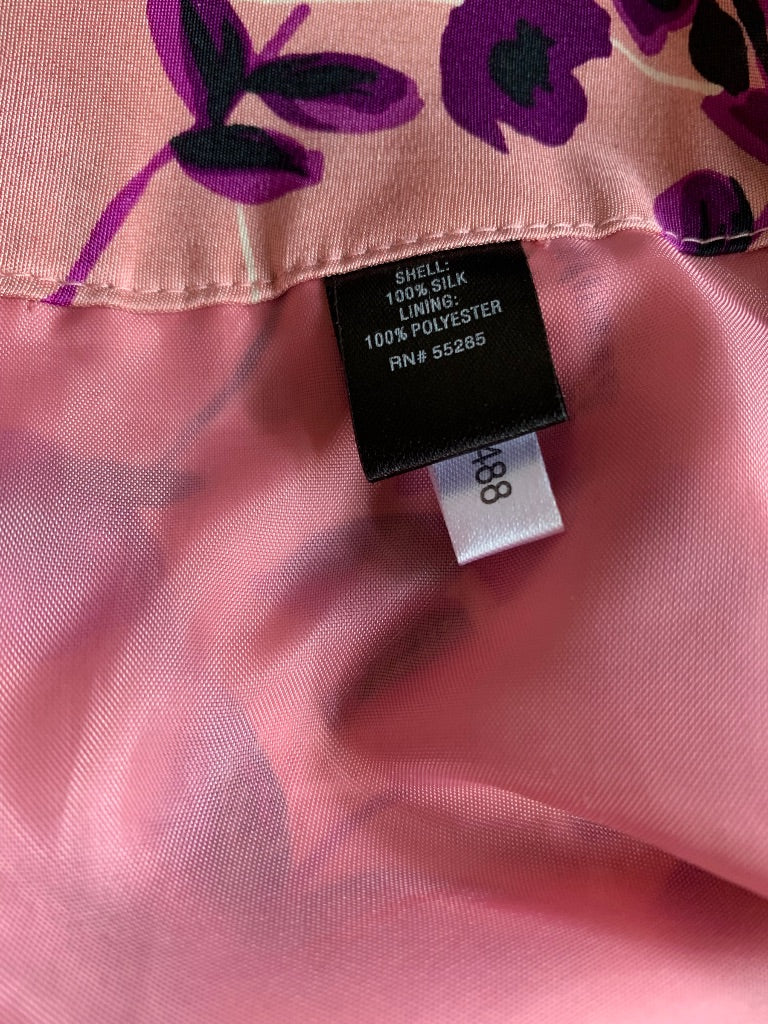 SHELL:
100% SILK
LINING:
100% POLYESTER
RN# 55285
488